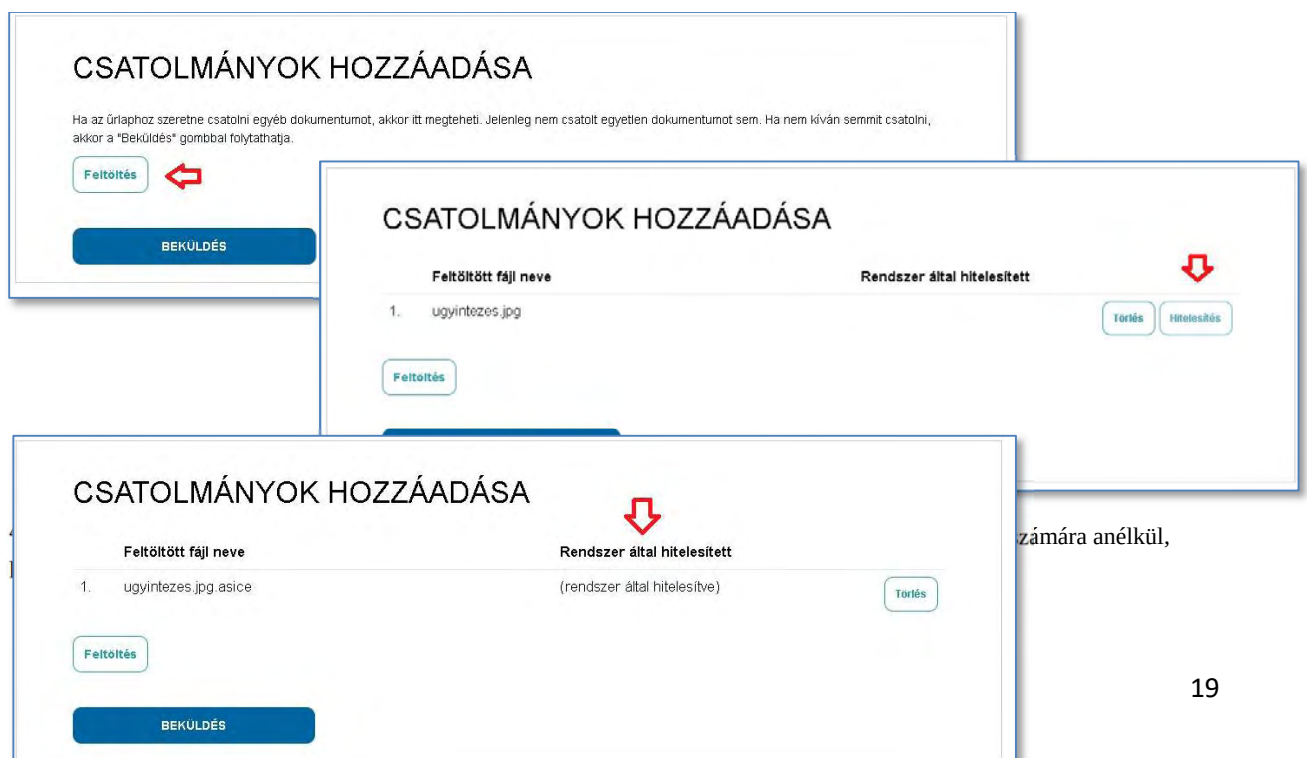 CSATOLMÁNYOK HOZZÁADÁSA
Ha az űrlaphoz szeretne csatolni egyéb dokumentumot, akkor itt megteheti. Jelenleg nem csatolt egyetlen dokumentumot sem. Ha nem kíván semmit csatolni,
akkor a "Beküldés" gombbal folytathatja.
Feltöltés
BEKÜLDÉS
CSATOLMÁNYOK HOZZÁADÁSA
Feltöltött fájl neve Rendszer által hitelesített
1. ugyintezes.jpg Törlés Hitelesítés
Feltöltés
CSATOLMÁNYOK HOZZÁADÁSA
Feltöltött fájl neve Rendszer által hitelesített
1. ugyintezes.jpg.asice (rendszer által hitelesítve) Törlés
Feltöltés
BEKÜLDÉS
számára anélkül,
19